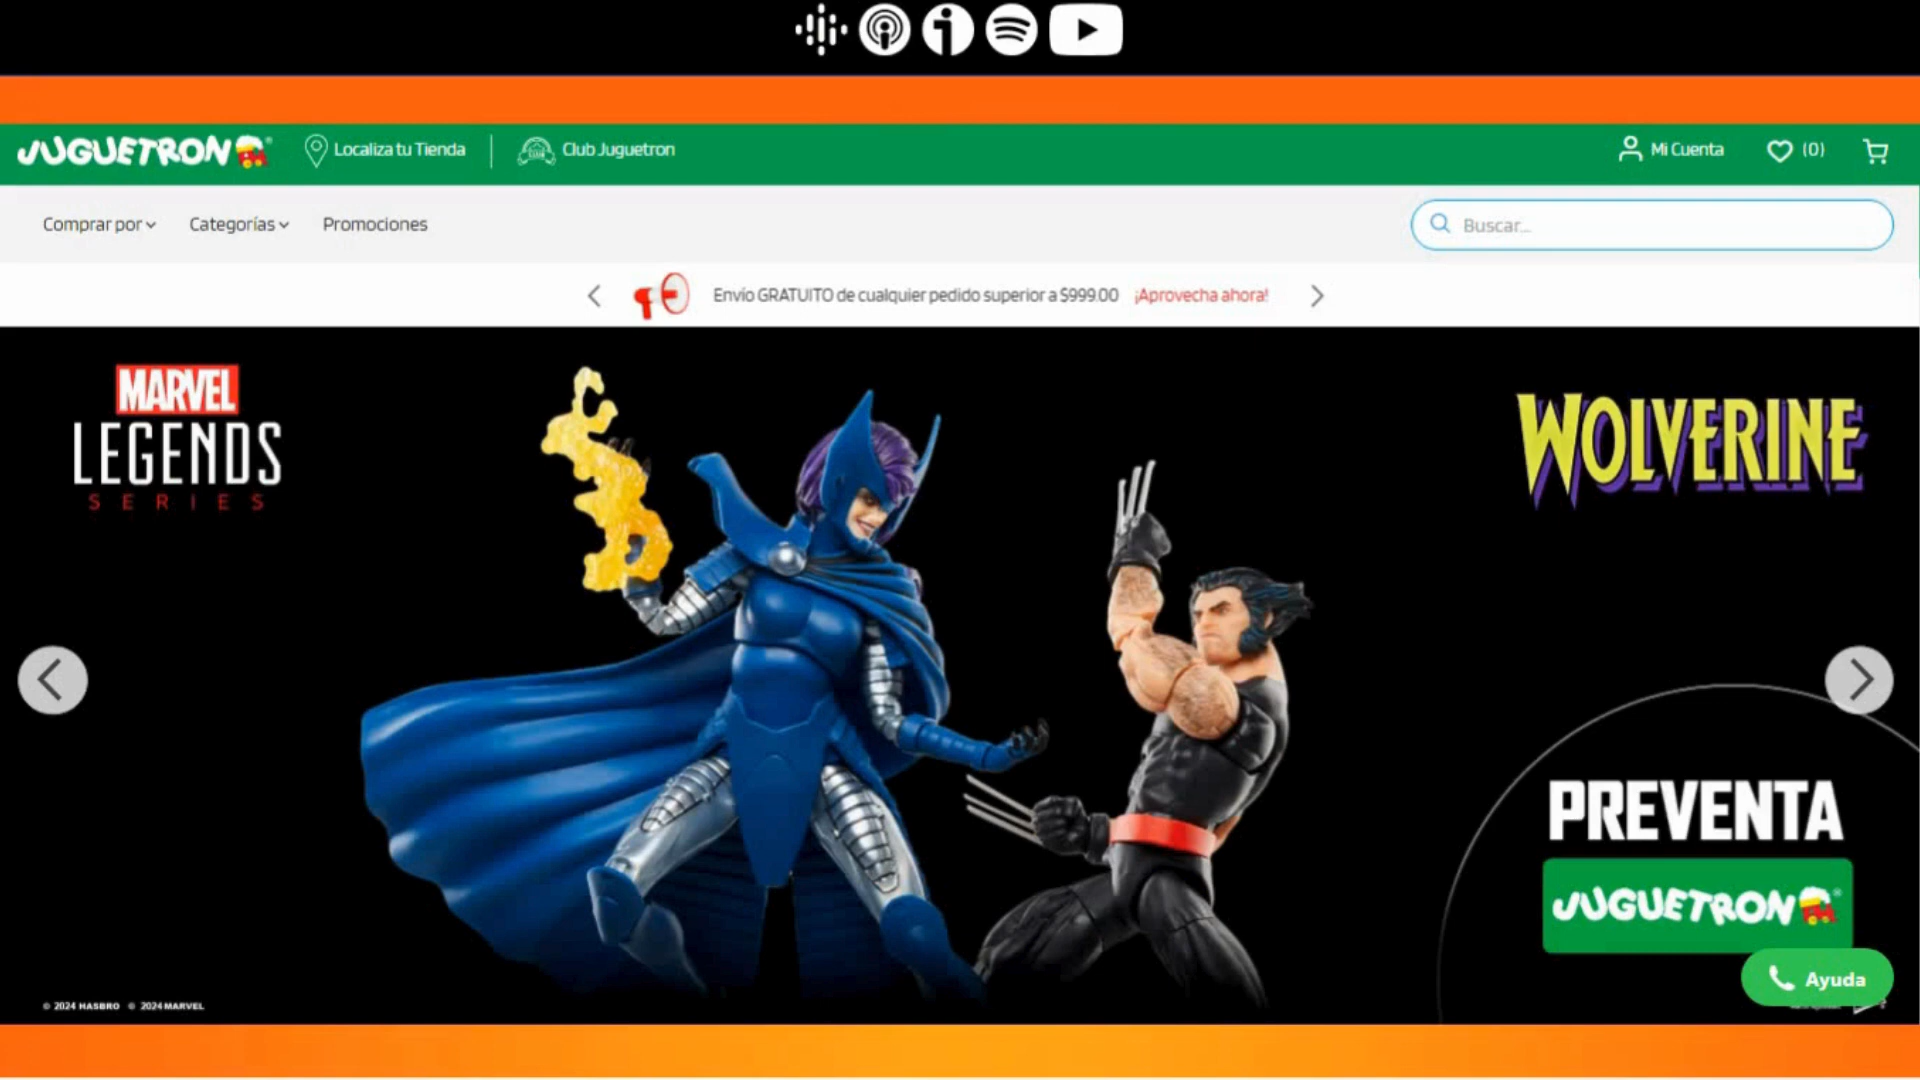 JUGUETRON
Localiza tu Tienda
Club Juguetron
Mi Cuenta
(0)
Comprar por
Categorías
Promociones
Buscar...
Envío GRATUITO de cualquier pedido superior a $999.00 ¡Aprovecha ahora!
MARVEL
LEGENDS
SERIES
WOLVERINE
PREVENTA
JUGUETRON
Ayuda
© 2024 HASBRO © 2024 MARVEL